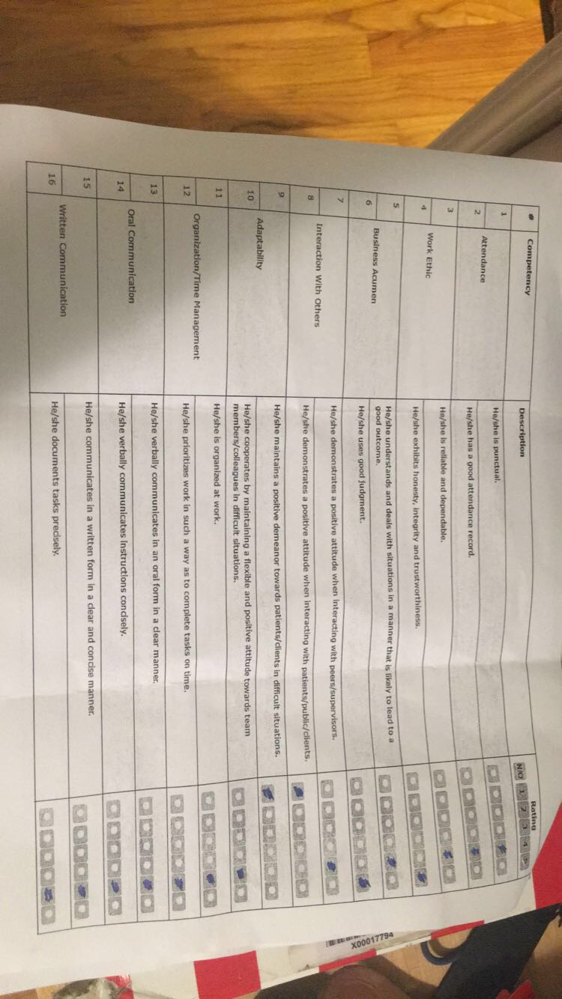 # Competency Description Rating
N/O 1 2 3 4 5
1 He/she is punctual.
Attendance
2 He/she has a good attendance record.
3 He/she is reliable and dependable.
Work Ethic
4 He/she exhibits honesty, integrity and trustworthiness.
5 He/she understands and deals with situations in a manner that is likely to lead to a
good outcome.
Business Acumen
6 He/she uses good judgment.
7 He/she demonstrates a positive attitude when interacting with peers/supervisors.
Interaction With Others
8 He/she demonstrates a positive attitude when interacting with patients/public/clients.
9 He/she maintains a positive demeanor towards patients/clients in difficult situations.
Adaptability
10 He/she cooperates by maintaining a flexible and positive attitude towards team
members/colleagues in difficult situations.
11 He/she is organized at work.
Organization/Time Management
12 He/she prioritizes work in such a way as to complete tasks on time.
13 He/she verbally communicates in an oral form in a clear manner.
Oral Communication
14 He/she verbally communicates instructions concisely.
15 He/she communicates in a written form in a clear and concise manner.
Written Communication
16 He/she documents tasks precisely.
X00017794